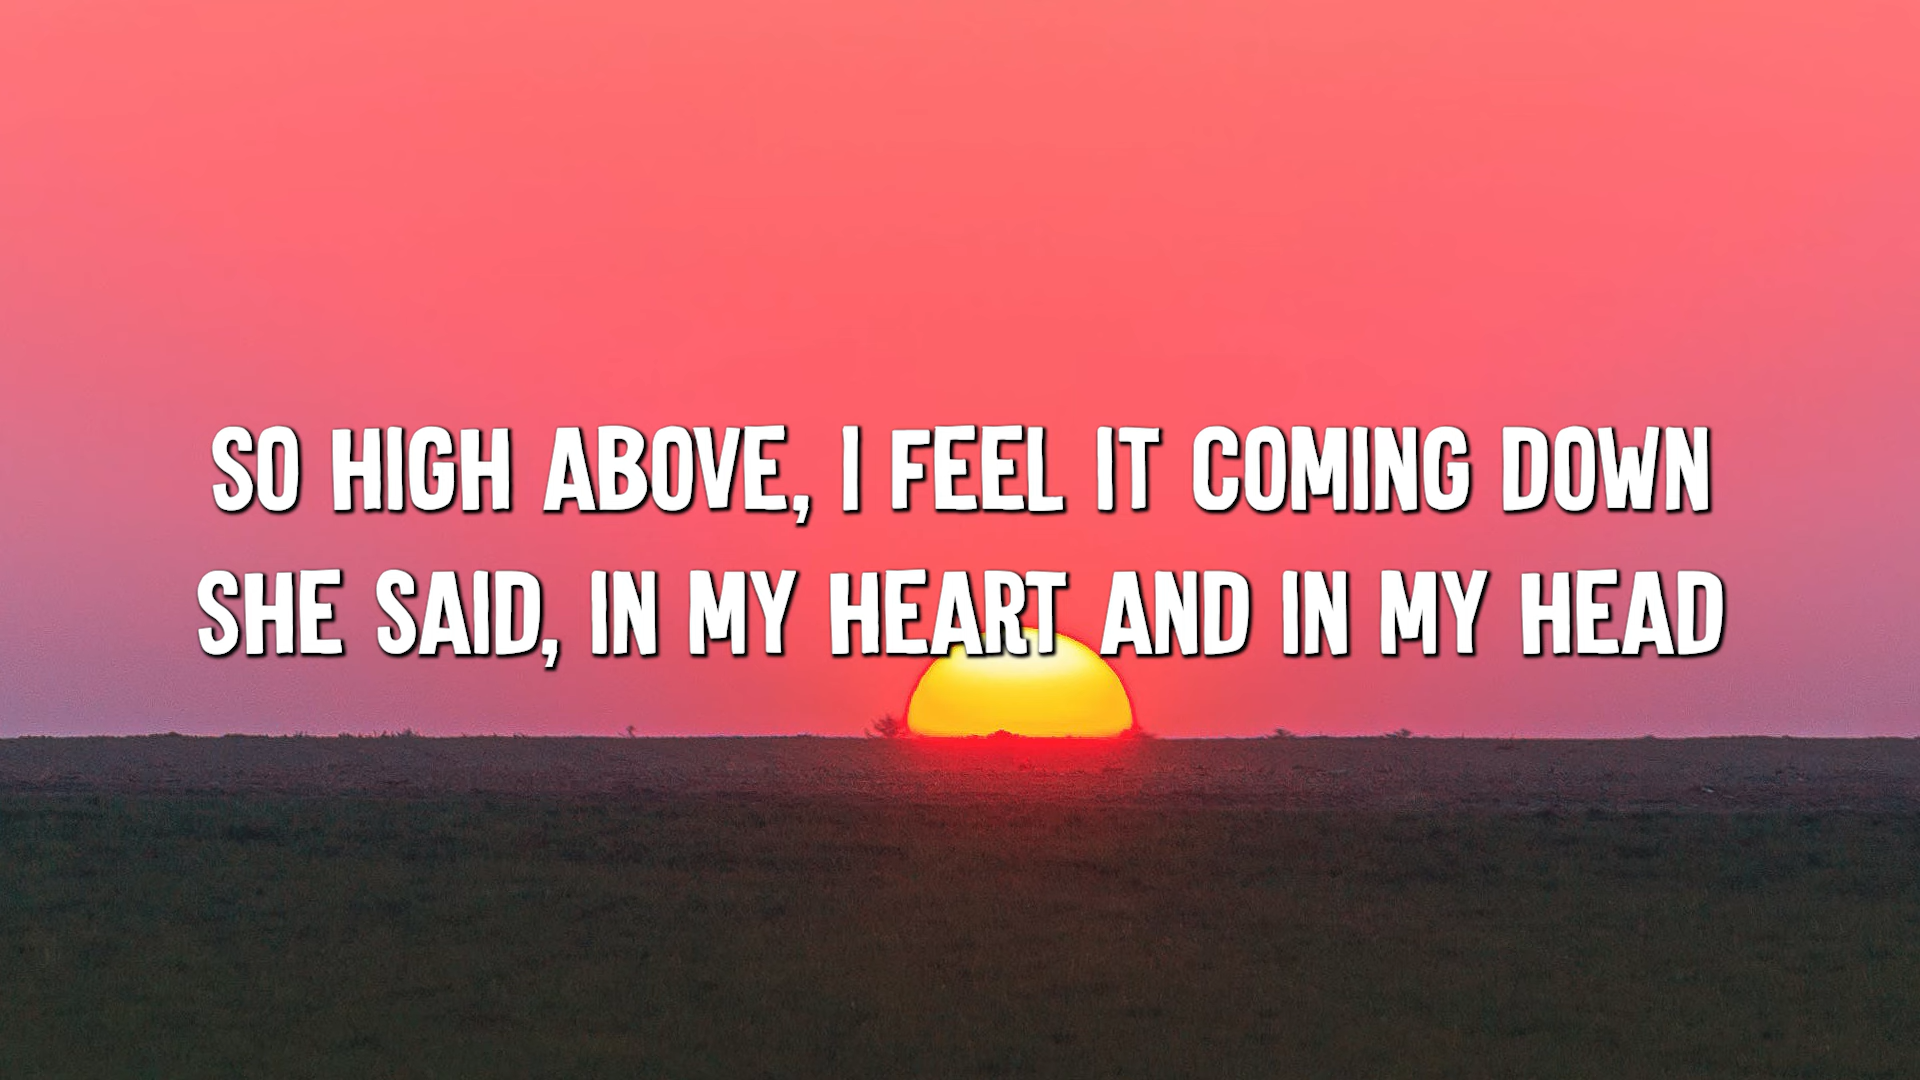 SO HIGH ABOVE, I FEEL IT COMING DOWN
SHE SAID, IN MY HEART AND IN MY HEAD